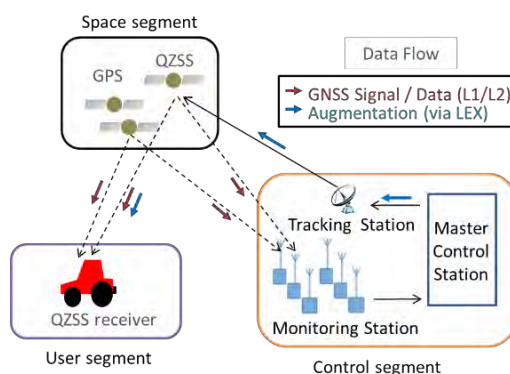 Space segment
Data Flow
QZSS
GPS
GNSS Signal / Data (L1/L2)
Augmentation (via LEX)
Tracking Station
Master
Control
Station
QZSS receiver
Monitoring Station
User segment
Control segment